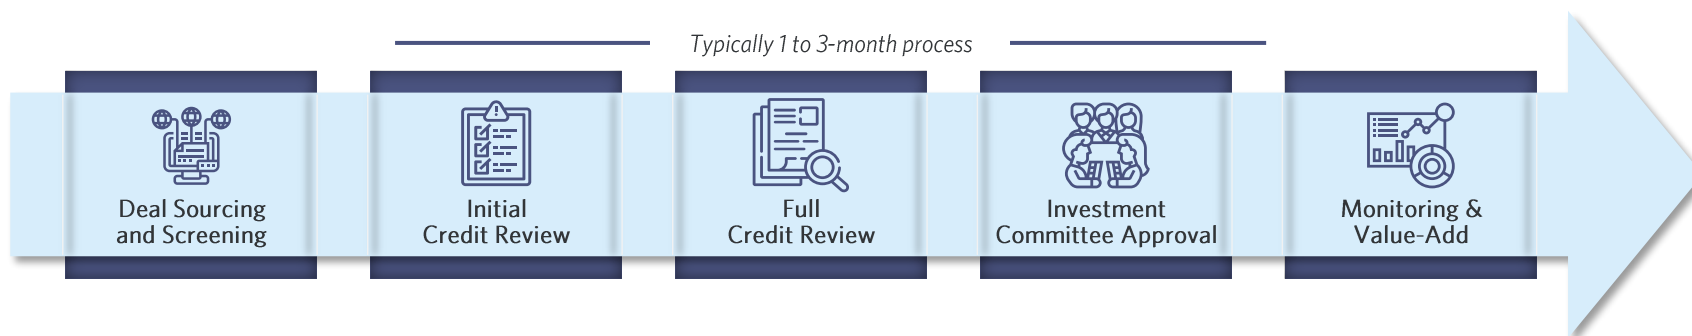 Typically 1 to 3-month process
Deal Sourcing
and Screening
Initial
Credit Review
Full
Credit Review
Investment
Committee Approval
Monitoring &
Value-Add